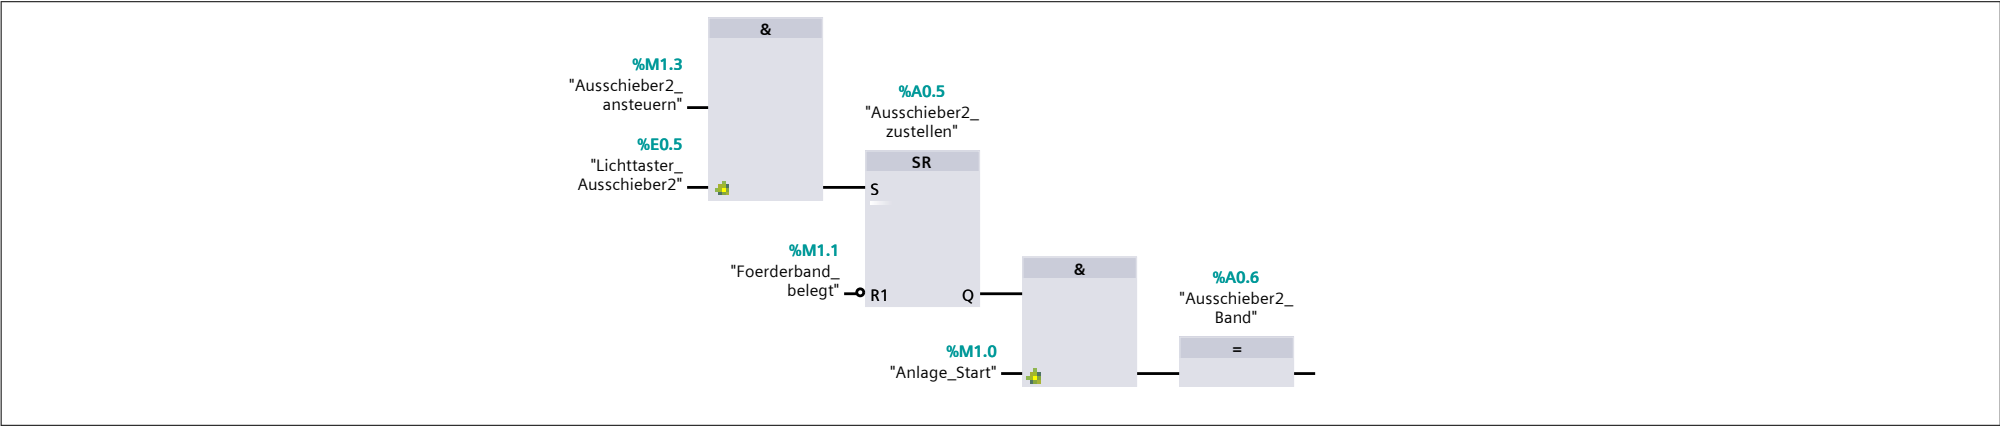 &
%M1.3
"Ausschieber2_
ansteuern"
%A0.5
"Ausschieber2_
zustellen"
%E0.5
"Lichttaster_
Ausschieber2"
SR
S
%M1.1
"Foerderband_
belegt"
R1 Q
&
%A0.6
"Ausschieber2_
Band"
%M1.0
"Anlage_Start"
=